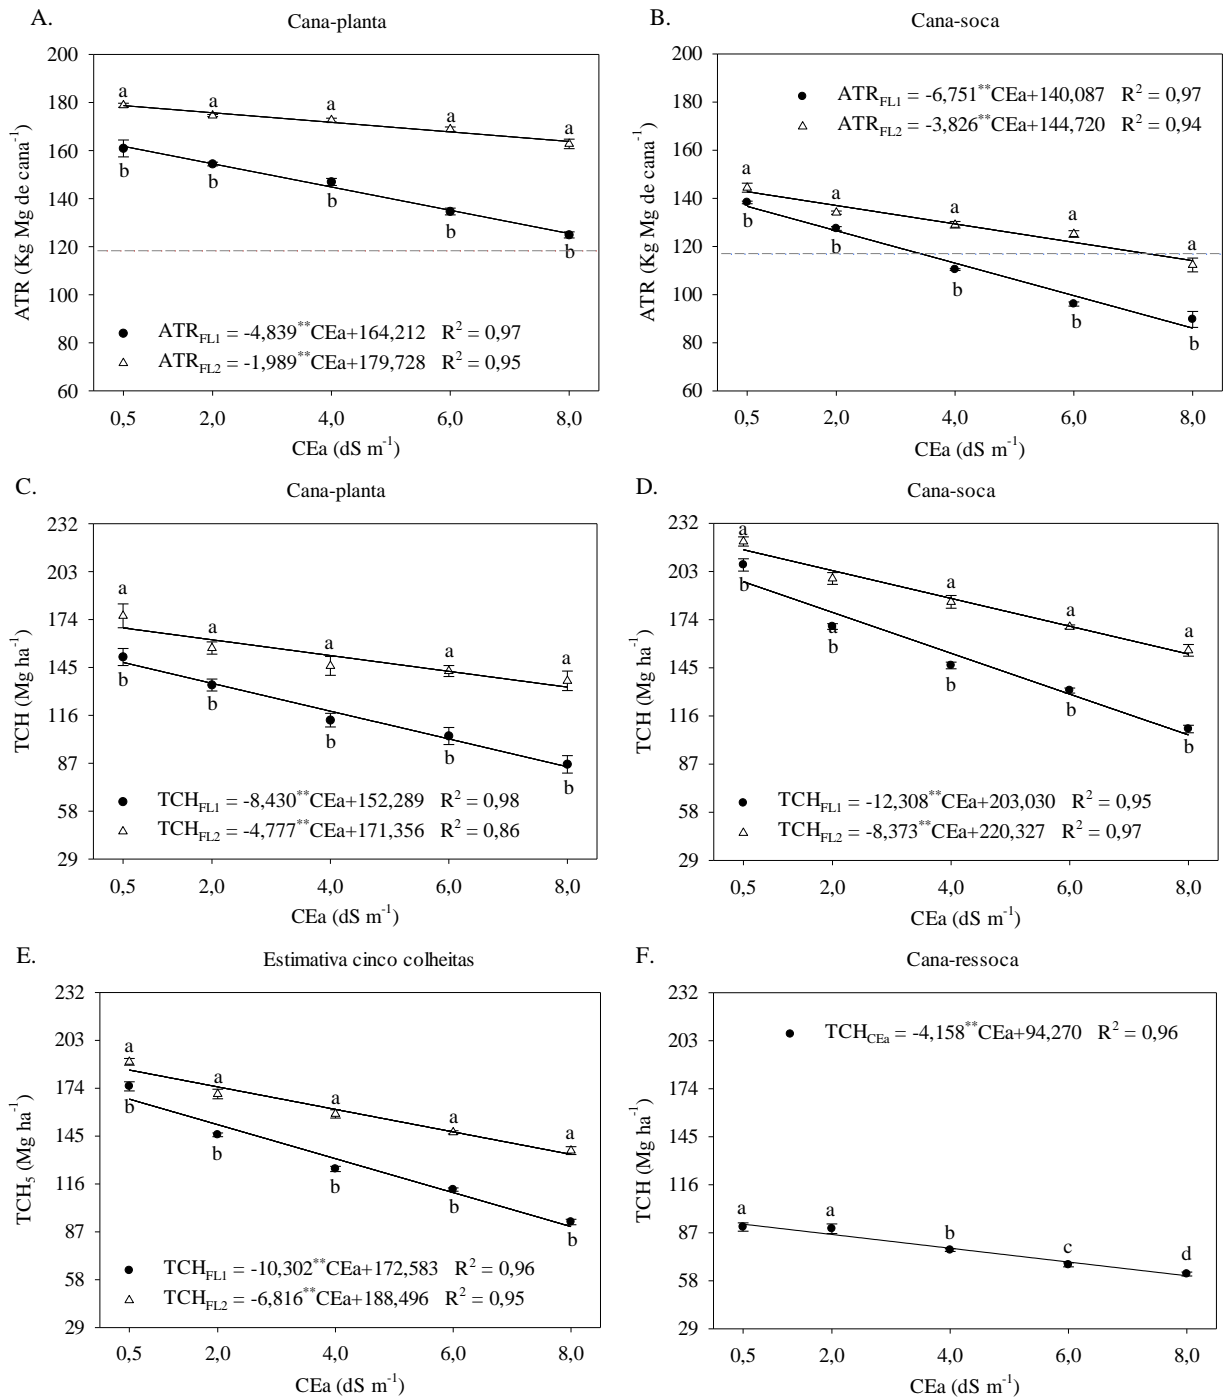 A.
Cana-planta
200
180
160
140
120
100
80
60
ATR (Kg Mg de cana⁻¹)
a a a a a
b b b b b
ATR_FL1 = -4,839**CEa+164,212 R² = 0,97
ATR_FL2 = -1,989**CEa+179,728 R² = 0,95
0,5 2,0 4,0 6,0 8,0
CEa (dS m⁻¹)
B.
Cana-soca
200
180
160
140
120
100
80
60
ATR (Kg Mg de cana⁻¹)
ATR_FL1 = -6,751**CEa+140,087 R² = 0,97
ATR_FL2 = -3,826**CEa+144,720 R² = 0,94
a a a a a
b b b b b
0,5 2,0 4,0 6,0 8,0
CEa (dS m⁻¹)
C.
Cana-planta
232
203
174
145
116
87
58
29
TCH (Mg ha⁻¹)
a a a a a
b b b b b
TCH_FL1 = -8,430**CEa+152,289 R² = 0,98
TCH_FL2 = -4,777**CEa+171,356 R² = 0,86
0,5 2,0 4,0 6,0 8,0
CEa (dS m⁻¹)
D.
Cana-soca
232
203
174
145
116
87
58
29
TCH (Mg ha⁻¹)
a a a a a
b b b b b
TCH_FL1 = -12,308**CEa+203,030 R² = 0,95
TCH_FL2 = -8,373**CEa+220,327 R² = 0,97
0,5 2,0 4,0 6,0 8,0
CEa (dS m⁻¹)
E.
Estimativa cinco colheitas
232
203
174
145
116
87
58
29
TCH₅ (Mg ha⁻¹)
a a a a a
b b b b b
TCH_FL1 = -10,302**CEa+172,583 R² = 0,96
TCH_FL2 = -6,816**CEa+188,496 R² = 0,95
0,5 2,0 4,0 6,0 8,0
CEa (dS m⁻¹)
F.
Cana-ressoca
232
203
174
145
116
87
58
29
TCH (Mg ha⁻¹)
TCH_CEa = -4,158**CEa+94,270 R² = 0,96
a a b c d
0,5 2,0 4,0 6,0 8,0
CEa (dS m⁻¹)